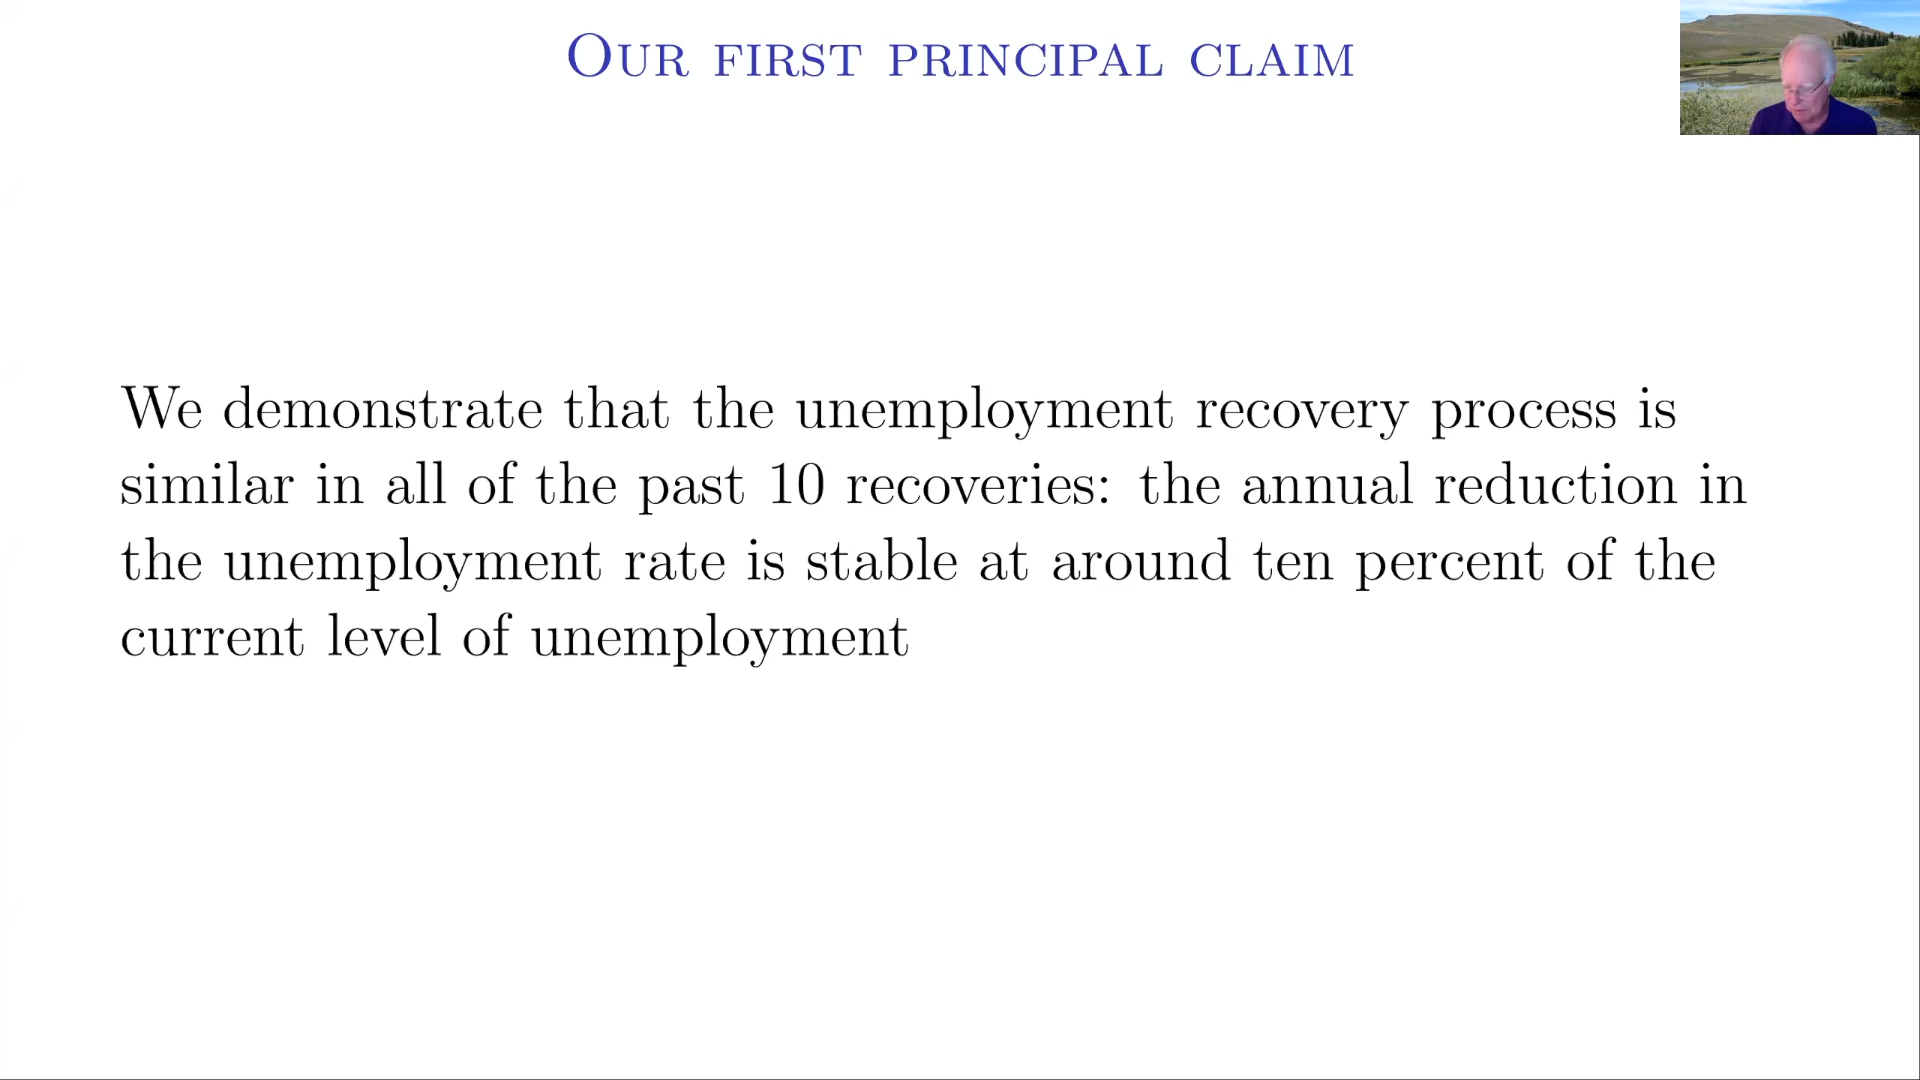 Our first principal claim
We demonstrate that the unemployment recovery process is
similar in all of the past 10 recoveries: the annual reduction in
the unemployment rate is stable at around ten percent of the
current level of unemployment